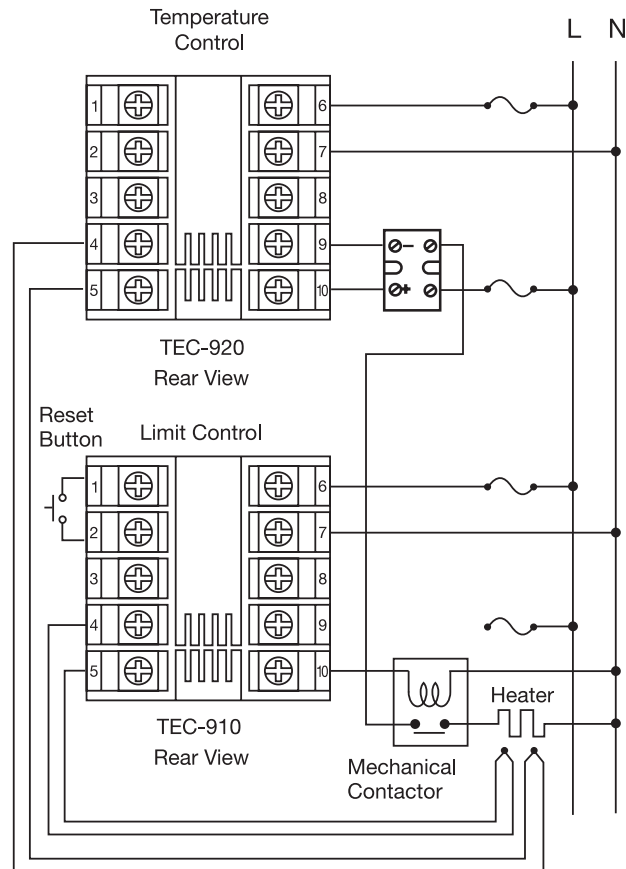 Temperature
Control
L N
1 6
2 7
3 8
4 9 −
5 10 +
TEC-920
Rear View
Reset
Button
Limit Control
1 6
2 7
3 8
4 9
5 10
TEC-910
Rear View
Heater
Mechanical
Contactor